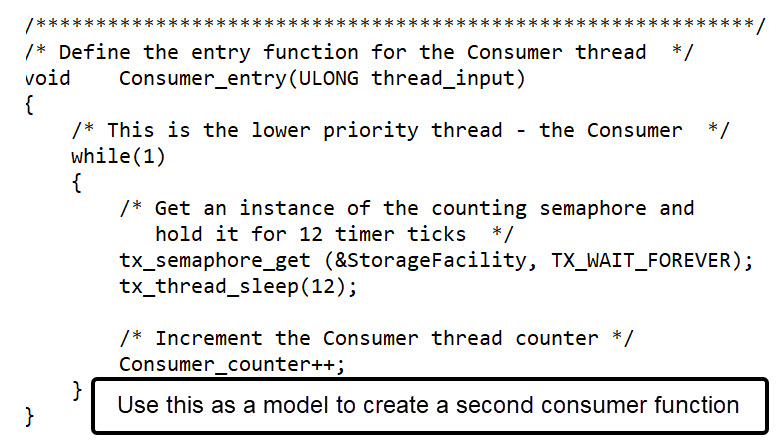 /************************************************************/
/* Define the entry function for the Consumer thread  */
void    Consumer_entry(ULONG thread_input)
{
    /* This is the lower priority thread - the Consumer  */
    while(1)
    {
        /* Get an instance of the counting semaphore and
           hold it for 12 timer ticks  */
        tx_semaphore_get (&StorageFacility, TX_WAIT_FOREVER);
        tx_thread_sleep(12);

        /* Increment the Consumer thread counter */
        Consumer_counter++;
    }
Use this as a model to create a second consumer function
}